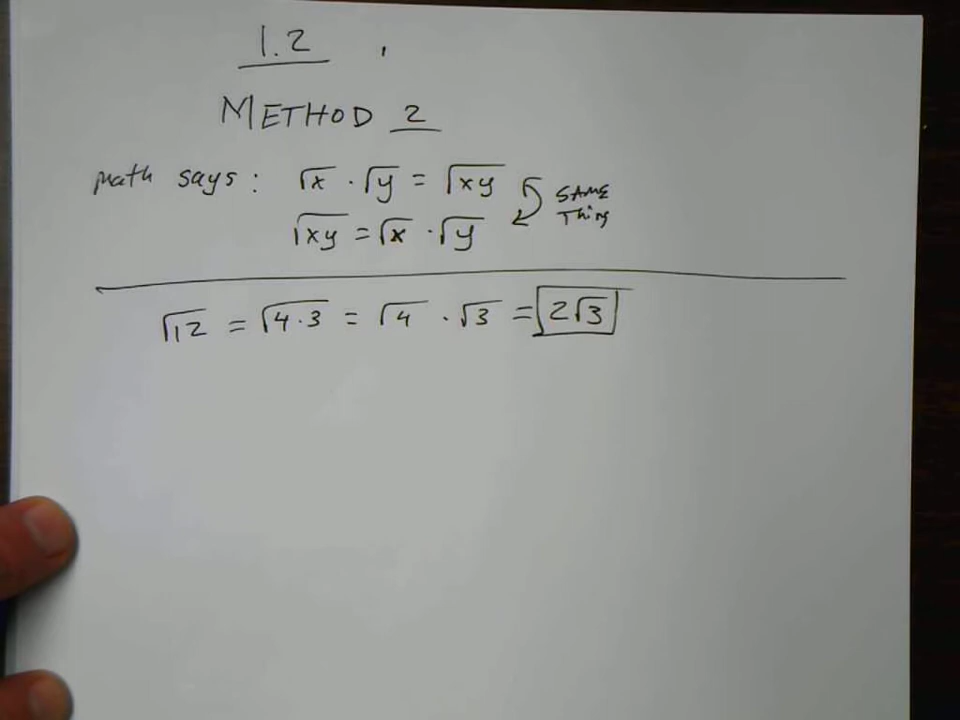 1.2
METHOD 2
math says: √x · √y = √xy
SAME
THing
√xy = √x · √y
√12 = √4·3 = √4 · √3 = 2√3